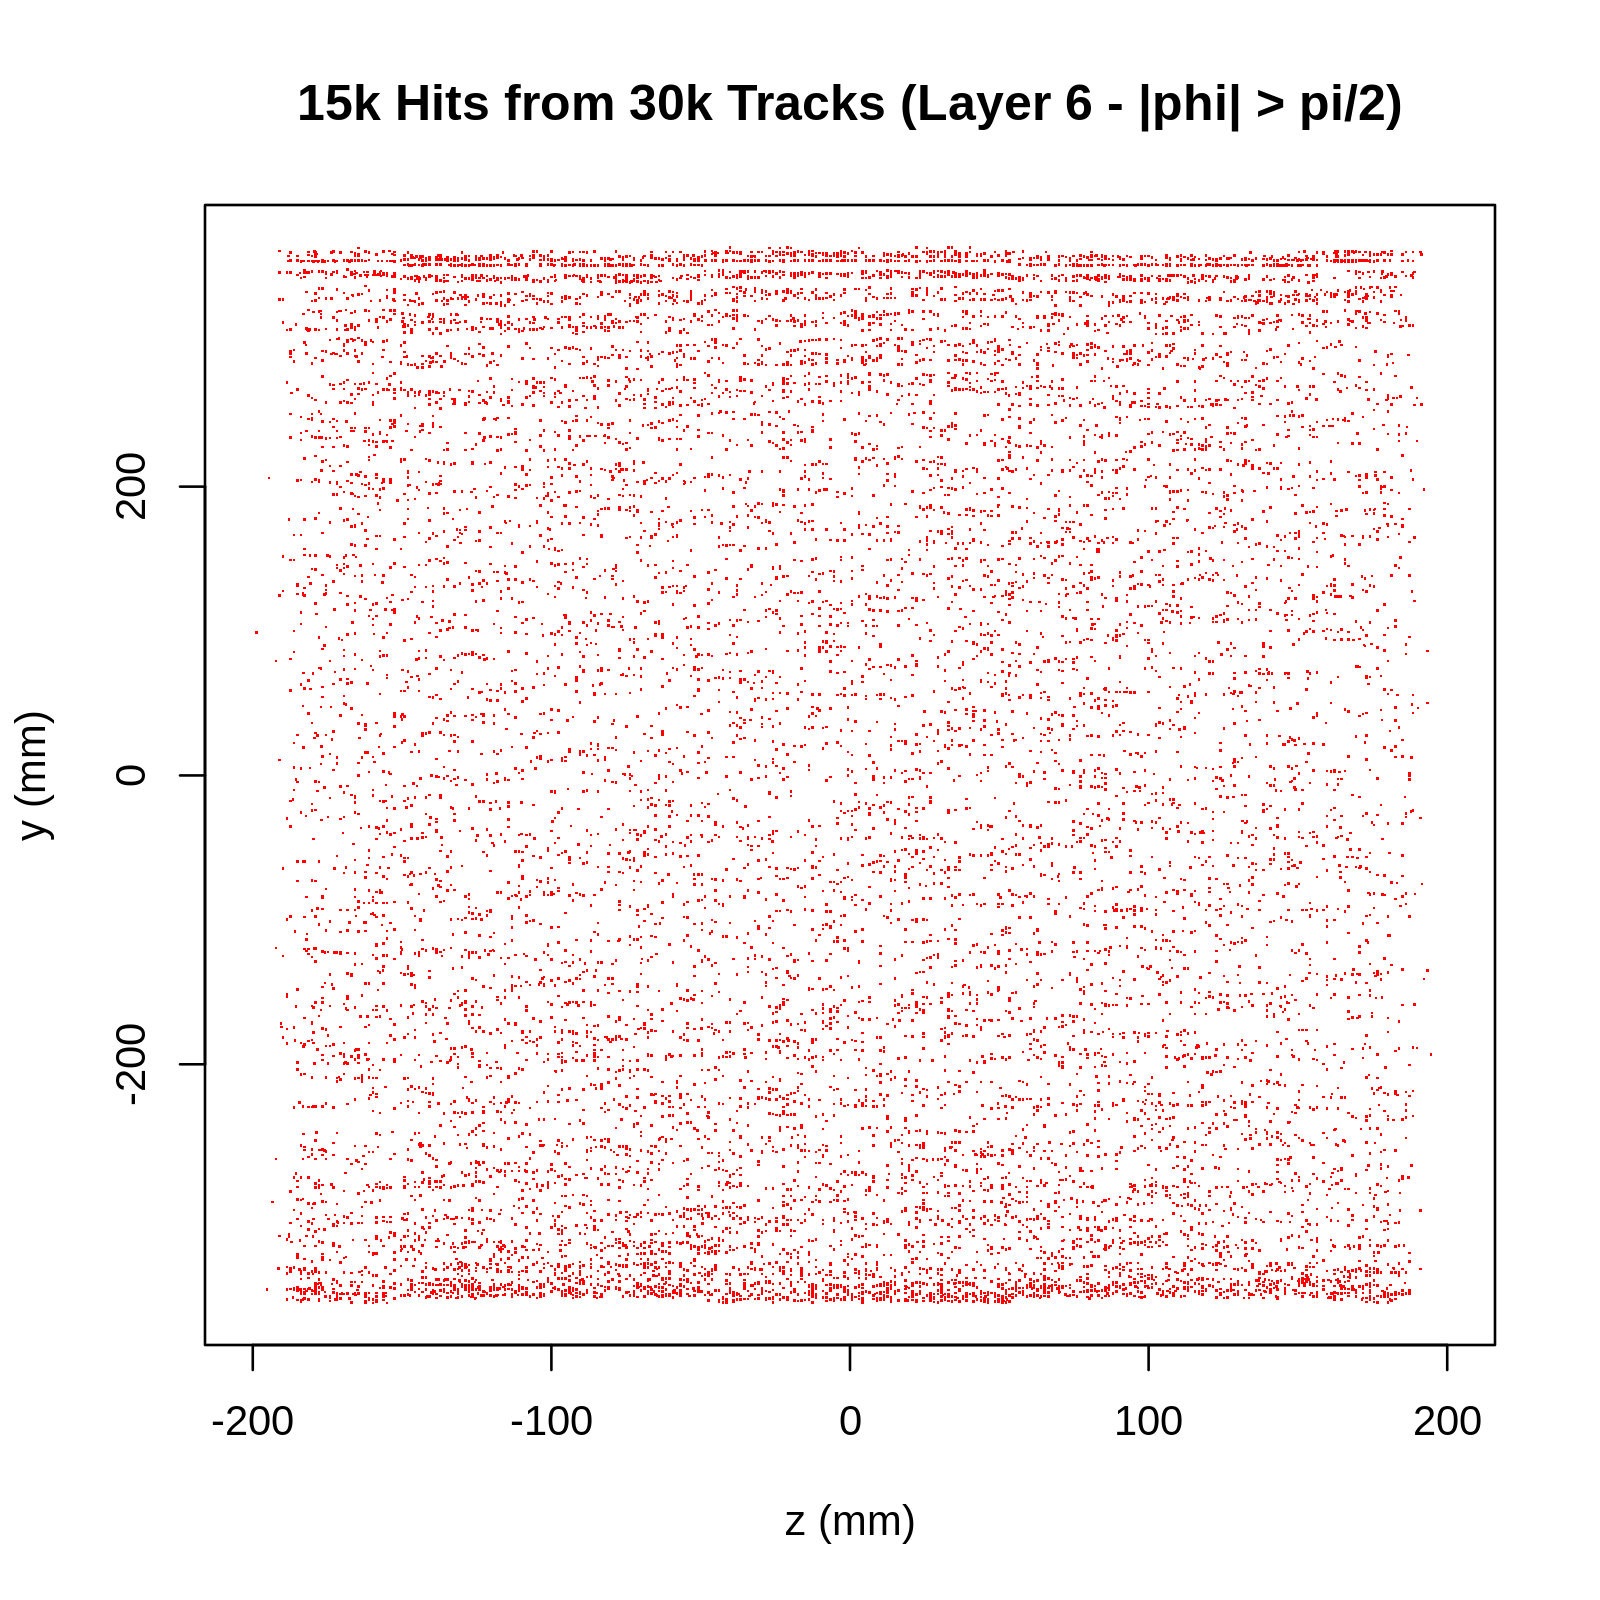 15k Hits from 30k Tracks (Layer 6 - |phi| > pi/2)
200
0
-200
y (mm)
-200 -100 0 100 200
z (mm)